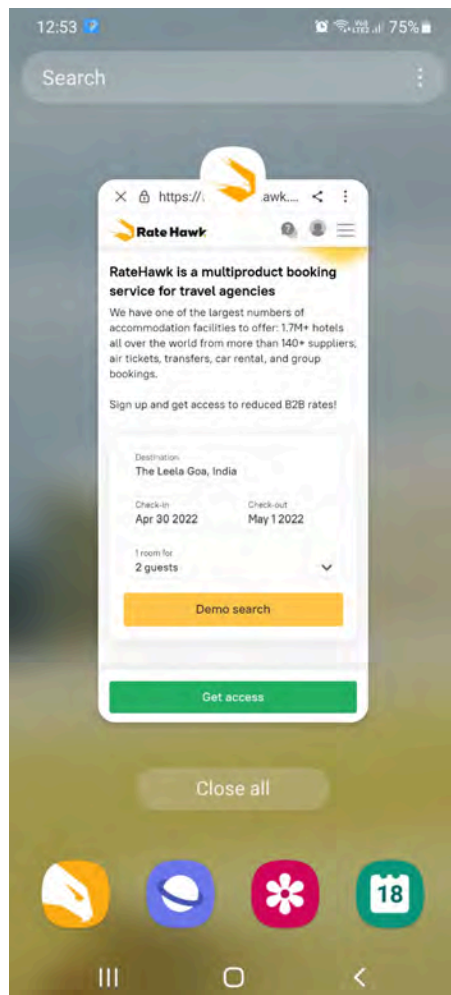 12:53
75%
Search
https://
awk....
Rate Hawk
RateHawk is a multiproduct booking
service for travel agencies
We have one of the largest numbers of
accommodation facilities to offer: 1.7M+ hotels
all over the world from more than 140+ suppliers,
air tickets, transfers, car rental, and group
bookings.
Sign up and get access to reduced B2B rates!
Destination
The Leela Goa, India
Check-in Check-out
Apr 30 2022 May 1 2022
1 room for
2 guests
Demo search
Get access
Close all
18